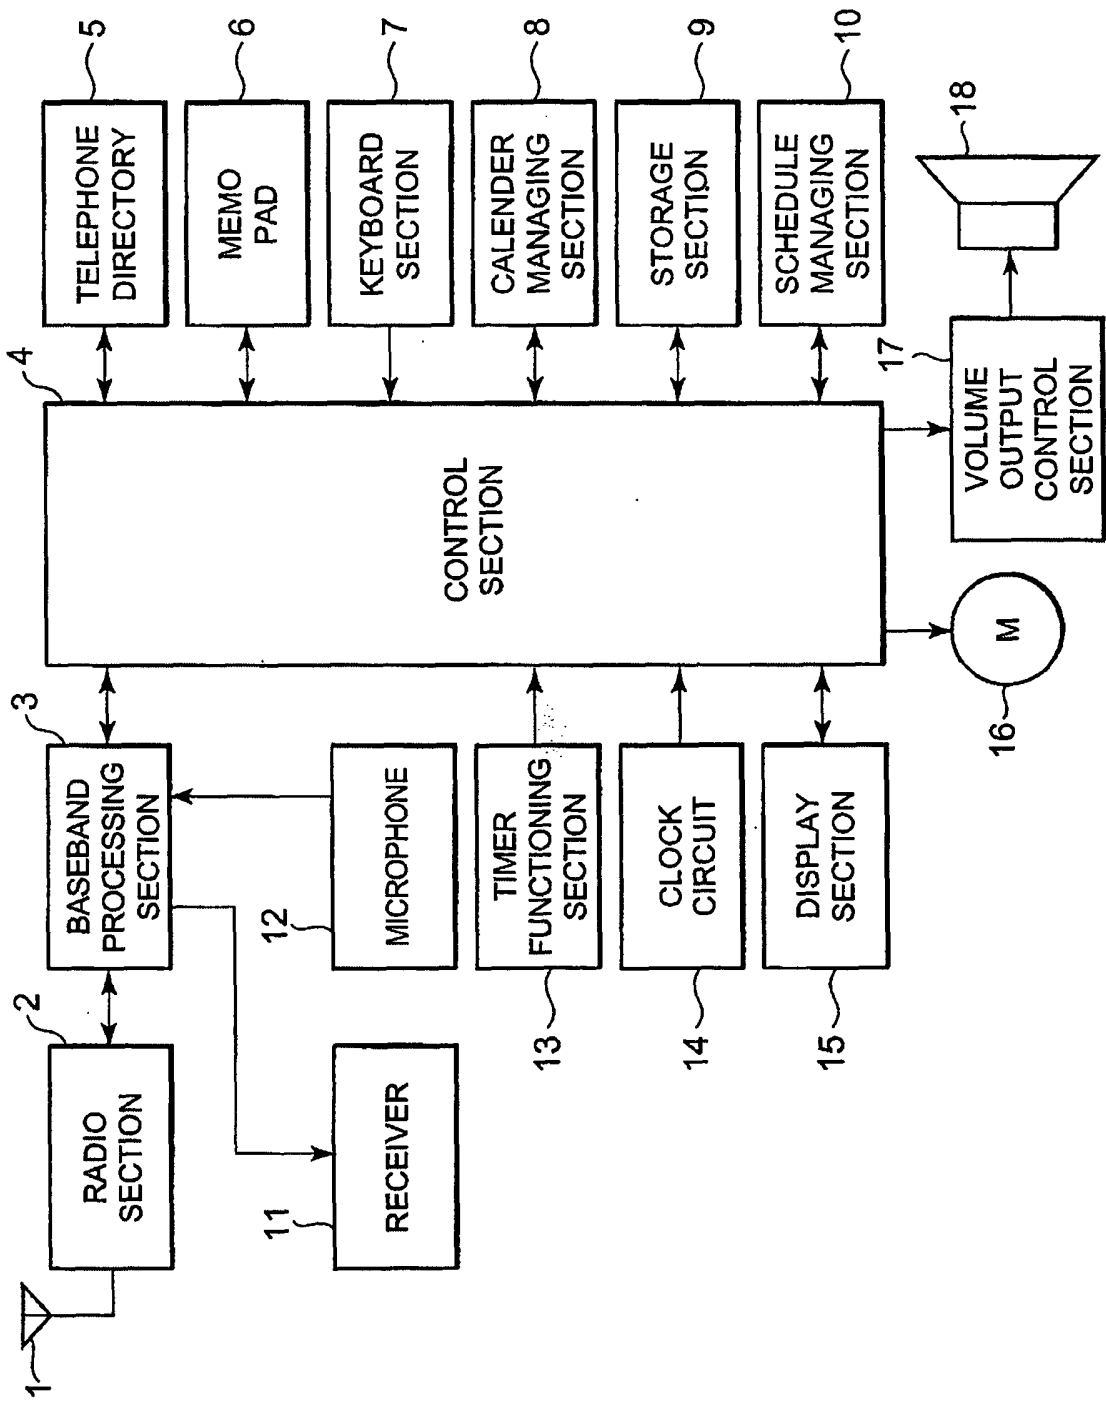 1
2
RADIO
SECTION
3
BASEBAND
PROCESSING
SECTION
4
CONTROL
SECTION
5
TELEPHONE
DIRECTORY
6
MEMO
PAD
7
KEYBOARD
SECTION
8
CALENDER
MANAGING
SECTION
9
STORAGE
SECTION
10
SCHEDULE
MANAGING
SECTION
11
RECEIVER
12
MICROPHONE
13
TIMER
FUNCTIONING
SECTION
14
CLOCK
CIRCUIT
15
DISPLAY
SECTION
16
M
17
VOLUME
OUTPUT
CONTROL
SECTION
18